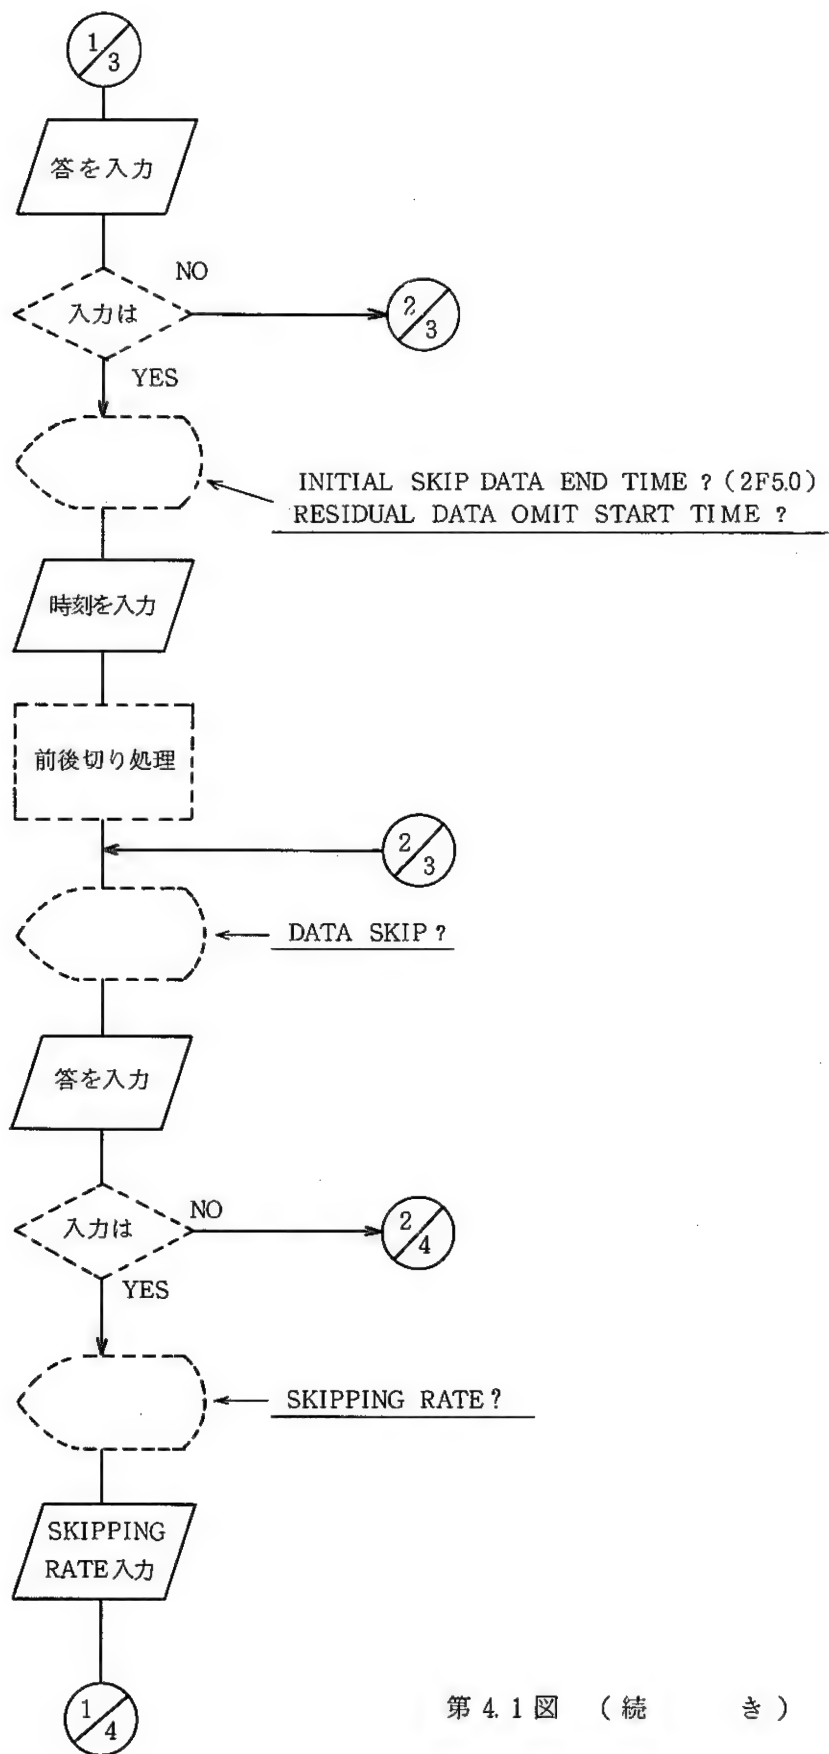 1/3
答を入力
NO
入力は
2/3
YES
INITIAL SKIP DATA END TIME ? (2F5.0)
RESIDUAL DATA OMIT START TIME ?
時刻を入力
前後切り処理
2/3
DATA SKIP ?
答を入力
NO
入力は
2/4
YES
SKIPPING RATE ?
SKIPPING
RATE入力
1/4
第 4.1 図 (続 き)